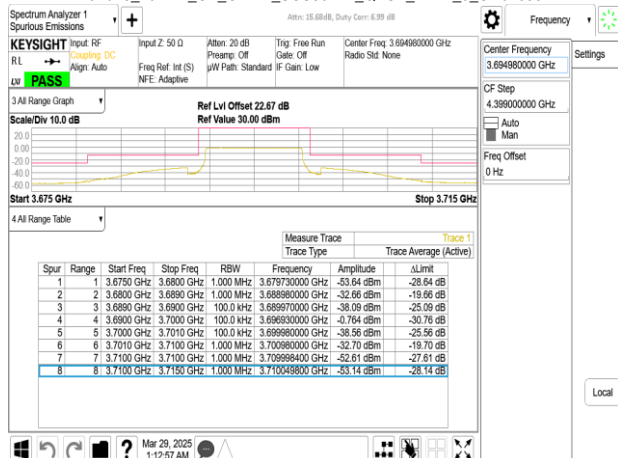 Spectrum Analyzer 1
Spurious Emissions
Attn: 15.68dB, Duty Corr: 6.99 dB
Frequency
KEYSIGHT
Input: RF
Coupling: DC
Align: Auto
Input Z: 50 Ω
Freq Ref: Int (S)
NFE: Adaptive
Atten: 20 dB
Preamp: Off
µW Path: Standard
Trig: Free Run
Gate: Off
IF Gain: Low
Center Freq: 3.694980000 GHz
Radio Std: None
RL
LXI
PASS
Center Frequency
3.694980000 GHz
Settings
CF Step
4.399000000 GHz
Auto
Man
Freq Offset
0 Hz
3 All Range Graph
Scale/Div 10.0 dB
Ref Lvl Offset 22.67 dB
Ref Value 30.00 dBm
20.0
0.00
-20.0
-40.0
-60.0
Start 3.675 GHz
Stop 3.715 GHz
4 All Range Table
Measure Trace Trace 1
Trace Type Trace Average (Active)
Spur Range Start Freq Stop Freq RBW Frequency Amplitude ΔLimit
1 1 3.6750 GHz 3.6800 GHz 1.000 MHz 3.679730000 GHz -53.64 dBm -28.64 dB
2 2 3.6800 GHz 3.6890 GHz 1.000 MHz 3.688980000 GHz -32.66 dBm -19.66 dB
3 3 3.6890 GHz 3.6900 GHz 100.0 kHz 3.689970000 GHz -38.09 dBm -25.09 dB
4 4 3.6900 GHz 3.7000 GHz 100.0 kHz 3.696930000 GHz -0.764 dBm -30.76 dB
5 5 3.7000 GHz 3.7010 GHz 100.0 kHz 3.699980000 GHz -38.56 dBm -25.56 dB
6 6 3.7010 GHz 3.7100 GHz 1.000 MHz 3.700980000 GHz -32.70 dBm -19.70 dB
7 7 3.7100 GHz 3.7100 GHz 1.000 MHz 3.709998400 GHz -52.61 dBm -27.61 dB
8 8 3.7100 GHz 3.7150 GHz 1.000 MHz 3.710049800 GHz -53.14 dBm -28.14 dB
Local
Mar 29, 2025
1:12:57 AM